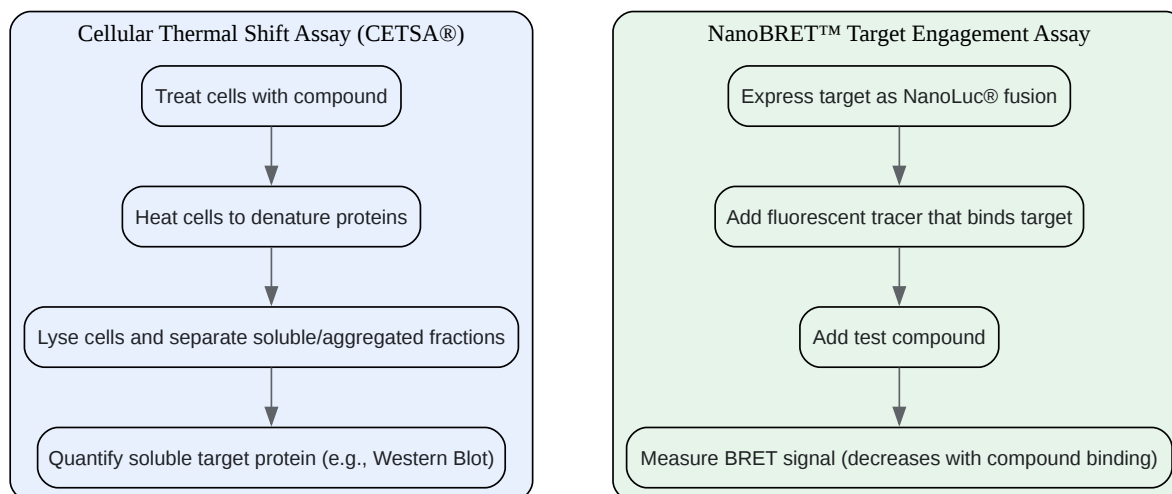 Cellular Thermal Shift Assay (CETSA®)
Treat cells with compound
Heat cells to denature proteins
Lyse cells and separate soluble/aggregated fractions
Quantify soluble target protein (e.g., Western Blot)
NanoBRET™ Target Engagement Assay
Express target as NanoLuc® fusion
Add fluorescent tracer that binds target
Add test compound
Measure BRET signal (decreases with compound binding)